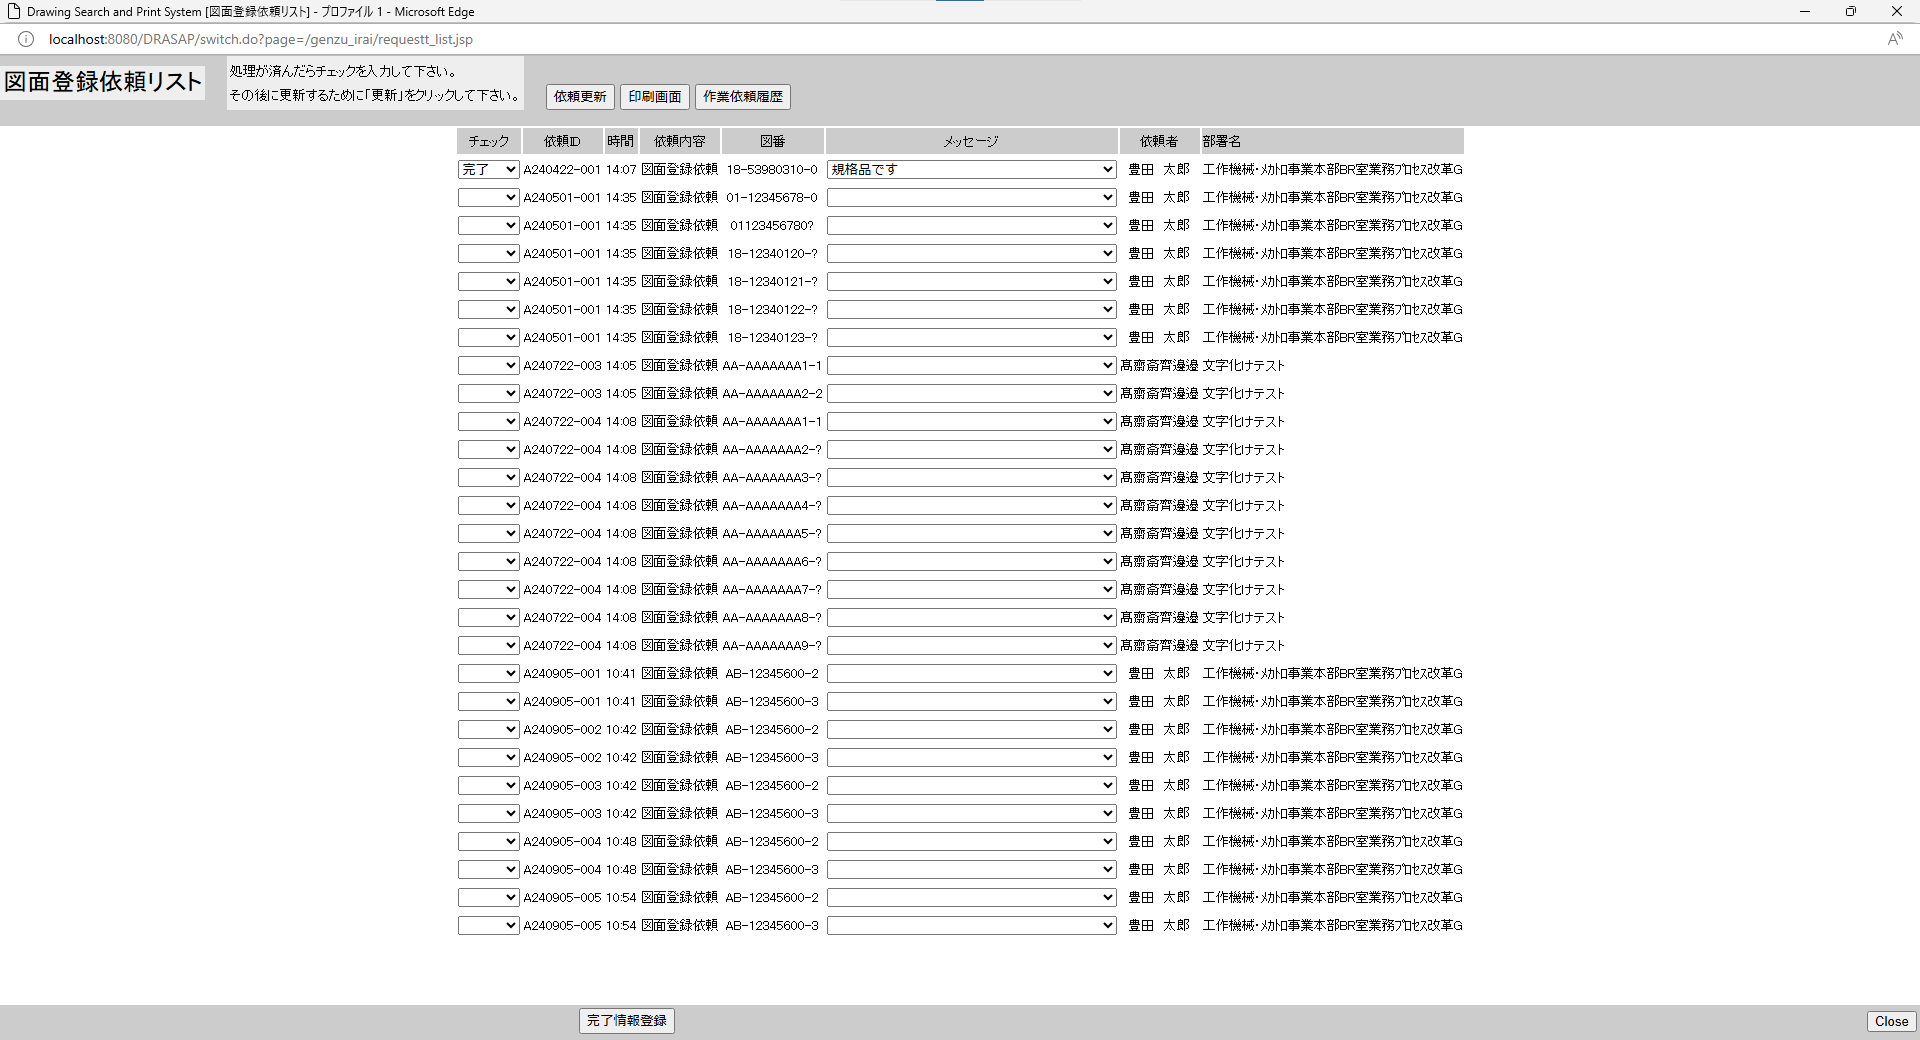 Drawing Search and Print System [図面登録依頼リスト] - プロファイル 1 - Microsoft Edge
localhost:8080/DRASAP/switch.do?page=/genzu_irai/requestt_list.jsp
図面登録依頼リスト
処理が済んだらチェックを入力して下さい。
その後に更新するために「更新」をクリックして下さい。
依頼更新 印刷画面 作業依頼履歴
チェック 依頼ID 時間 依頼内容 図番 メッセージ 依頼者 部署名
完了 A240422-001 14:07 図面登録依頼 18-53980310-0 規格品です 豊田 太郎 工作機械・ﾒｶﾄﾛ事業本部BR室業務ﾌﾟﾛｾｽ改革G
A240501-001 14:35 図面登録依頼 01-12345678-0 豊田 太郎 工作機械・ﾒｶﾄﾛ事業本部BR室業務ﾌﾟﾛｾｽ改革G
A240501-001 14:35 図面登録依頼 01123456780? 豊田 太郎 工作機械・ﾒｶﾄﾛ事業本部BR室業務ﾌﾟﾛｾｽ改革G
A240501-001 14:35 図面登録依頼 18-12340120-? 豊田 太郎 工作機械・ﾒｶﾄﾛ事業本部BR室業務ﾌﾟﾛｾｽ改革G
A240501-001 14:35 図面登録依頼 18-12340121-? 豊田 太郎 工作機械・ﾒｶﾄﾛ事業本部BR室業務ﾌﾟﾛｾｽ改革G
A240501-001 14:35 図面登録依頼 18-12340122-? 豊田 太郎 工作機械・ﾒｶﾄﾛ事業本部BR室業務ﾌﾟﾛｾｽ改革G
A240501-001 14:35 図面登録依頼 18-12340123-? 豊田 太郎 工作機械・ﾒｶﾄﾛ事業本部BR室業務ﾌﾟﾛｾｽ改革G
A240722-003 14:05 図面登録依頼 AA-AAAAAAA1-1 髙齋斎齊邉邊 文字化けテスト
A240722-003 14:05 図面登録依頼 AA-AAAAAAA2-2 髙齋斎齊邉邊 文字化けテスト
A240722-004 14:08 図面登録依頼 AA-AAAAAAA1-1 髙齋斎齊邉邊 文字化けテスト
A240722-004 14:08 図面登録依頼 AA-AAAAAAA2-? 髙齋斎齊邉邊 文字化けテスト
A240722-004 14:08 図面登録依頼 AA-AAAAAAA3-? 髙齋斎齊邉邊 文字化けテスト
A240722-004 14:08 図面登録依頼 AA-AAAAAAA4-? 髙齋斎齊邉邊 文字化けテスト
A240722-004 14:08 図面登録依頼 AA-AAAAAAA5-? 髙齋斎齊邉邊 文字化けテスト
A240722-004 14:08 図面登録依頼 AA-AAAAAAA6-? 髙齋斎齊邉邊 文字化けテスト
A240722-004 14:08 図面登録依頼 AA-AAAAAAA7-? 髙齋斎齊邉邊 文字化けテスト
A240722-004 14:08 図面登録依頼 AA-AAAAAAA8-? 髙齋斎齊邉邊 文字化けテスト
A240722-004 14:08 図面登録依頼 AA-AAAAAAA9-? 髙齋斎齊邉邊 文字化けテスト
A240905-001 10:41 図面登録依頼 AB-12345600-2 豊田 太郎 工作機械・ﾒｶﾄﾛ事業本部BR室業務ﾌﾟﾛｾｽ改革G
A240905-001 10:41 図面登録依頼 AB-12345600-3 豊田 太郎 工作機械・ﾒｶﾄﾛ事業本部BR室業務ﾌﾟﾛｾｽ改革G
A240905-002 10:42 図面登録依頼 AB-12345600-2 豊田 太郎 工作機械・ﾒｶﾄﾛ事業本部BR室業務ﾌﾟﾛｾｽ改革G
A240905-002 10:42 図面登録依頼 AB-12345600-3 豊田 太郎 工作機械・ﾒｶﾄﾛ事業本部BR室業務ﾌﾟﾛｾｽ改革G
A240905-003 10:42 図面登録依頼 AB-12345600-2 豊田 太郎 工作機械・ﾒｶﾄﾛ事業本部BR室業務ﾌﾟﾛｾｽ改革G
A240905-003 10:42 図面登録依頼 AB-12345600-3 豊田 太郎 工作機械・ﾒｶﾄﾛ事業本部BR室業務ﾌﾟﾛｾｽ改革G
A240905-004 10:48 図面登録依頼 AB-12345600-2 豊田 太郎 工作機械・ﾒｶﾄﾛ事業本部BR室業務ﾌﾟﾛｾｽ改革G
A240905-004 10:48 図面登録依頼 AB-12345600-3 豊田 太郎 工作機械・ﾒｶﾄﾛ事業本部BR室業務ﾌﾟﾛｾｽ改革G
A240905-005 10:54 図面登録依頼 AB-12345600-2 豊田 太郎 工作機械・ﾒｶﾄﾛ事業本部BR室業務ﾌﾟﾛｾｽ改革G
A240905-005 10:54 図面登録依頼 AB-12345600-3 豊田 太郎 工作機械・ﾒｶﾄﾛ事業本部BR室業務ﾌﾟﾛｾｽ改革G
完了情報登録 Close